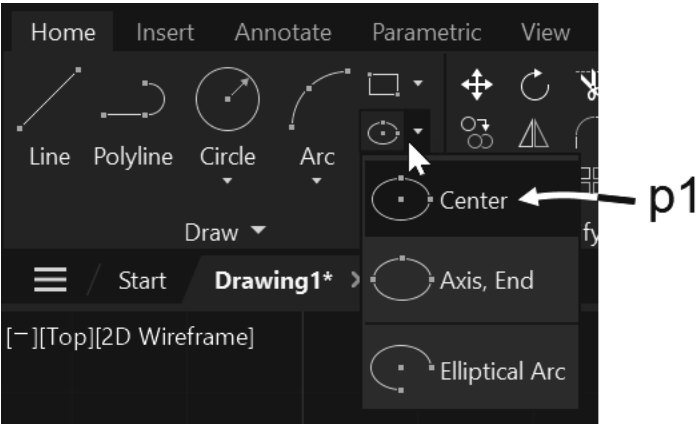 Home Insert Annotate Parametric View
Line Polyline Circle Arc
Center p1
Draw
Start Drawing1*
Axis, End
[−][Top][2D Wireframe]
Elliptical Arc